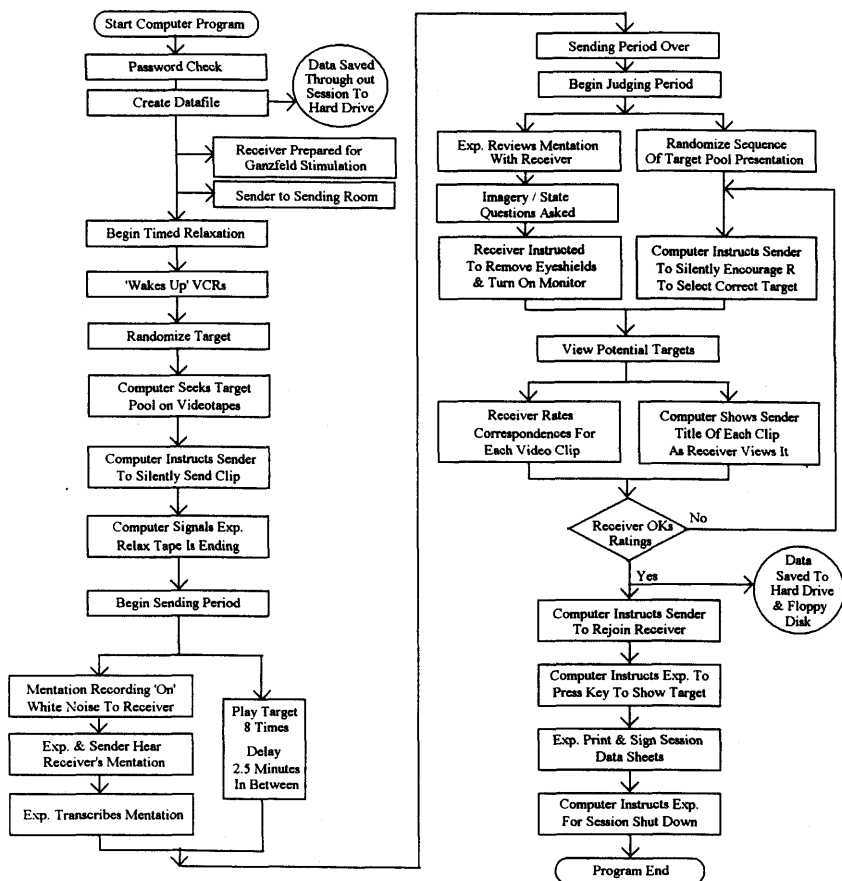 Start Computer Program
Password Check
Create Datafile
Data Saved
Through out
Session To
Hard Drive
Receiver Prepared for
Ganzfeld Stimulation
Sender to Sending Room
Begin Timed Relaxation
'Wakes Up' VCRs
Randomize Target
Computer Seeks Target
Pool on Videotapes
Computer Instructs Sender
To Silently Send Clip
Computer Signals Exp.
Relax Tape Is Ending
Begin Sending Period
Mentation Recording 'On'
White Noise To Receiver
Exp. & Sender Hear
Receiver's Mentation
Exp. Transcribes Mentation
Play Target
8 Times
Delay
2.5 Minutes
In Between
Sending Period Over
Begin Judging Period
Exp. Reviews Mentation
With Receiver
Imagery / State
Questions Asked
Receiver Instructed
To Remove Eyeshields
& Turn On Monitor
Randomize Sequence
Of Target Pool Presentation
Computer Instructs Sender
To Silently Encourage R
To Select Correct Target
View Potential Targets
Receiver Rates
Correspondences For
Each Video Clip
Computer Shows Sender
Title Of Each Clip
As Receiver Views It
Receiver OKs
Ratings
No
Yes
Data
Saved To
Hard Drive
& Floppy
Disk
Computer Instructs Sender
To Rejoin Receiver
Computer Instructs Exp. To
Press Key To Show Target
Exp. Print & Sign Session
Data Sheets
Computer Instructs Exp.
For Session Shut Down
Program End